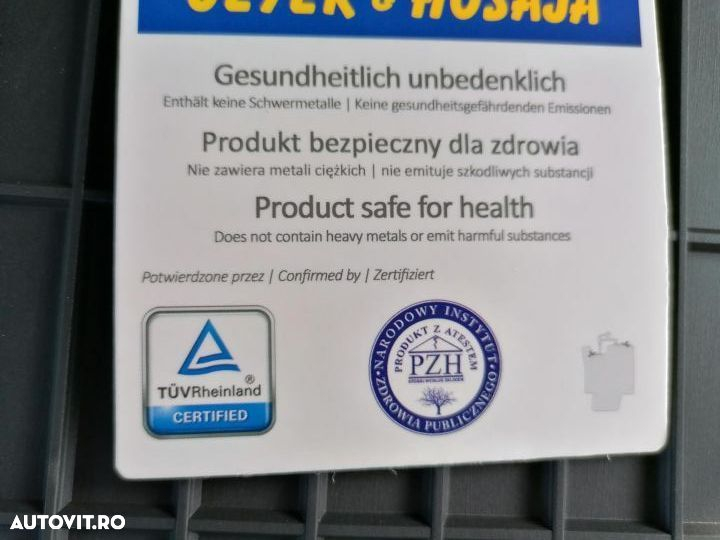 GEYER & HOSAJA
Gesundheitlich unbedenklich
Enthält keine Schwermetalle | Keine gesundheitsgefährdenden Emissionen
Produkt bezpieczny dla zdrowia
Nie zawiera metali ciężkich | nie emituje szkodliwych substancji
Product safe for health
Does not contain heavy metals or emit harmful substances
Potwierdzone przez | Confirmed by | Zertifiziert
TÜVRheinland®
CERTIFIED
NARODOWY INSTYTUT
ZDROWIA PUBLICZNEGO
PRODUKT Z ATESTEM
PZH
AUTOVIT.RO